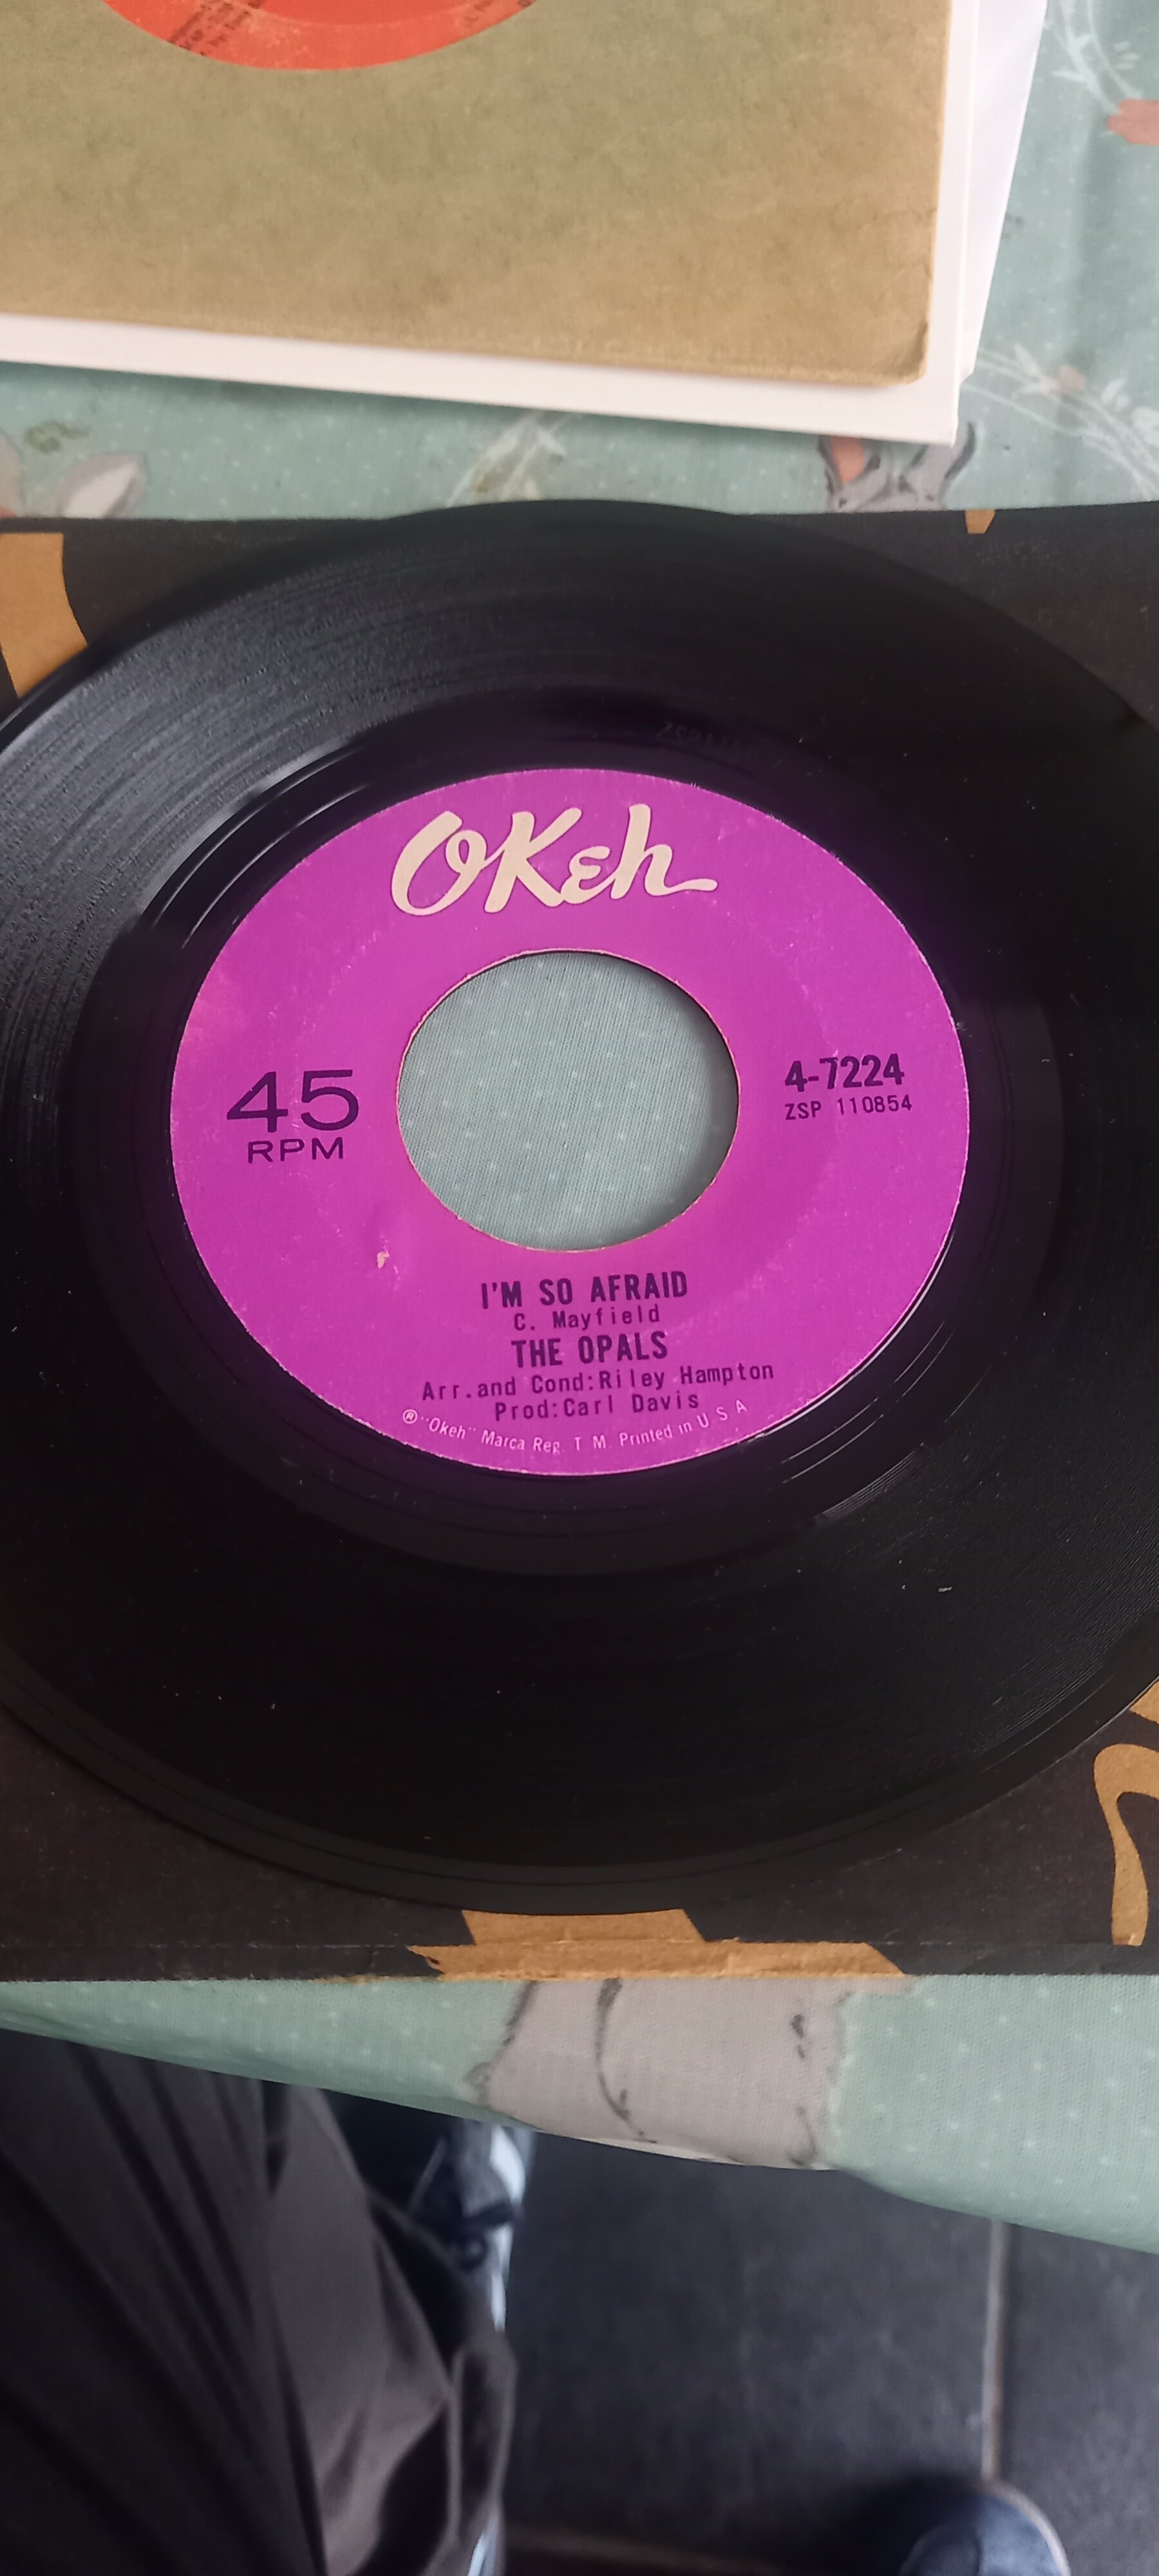 OKeh
45
RPM
4-7224
ZSP 110854
I'M SO AFRAID
C. Mayfield
THE OPALS
Arr.and Cond:Riley Hampton
Prod:Carl Davis
® "Okeh" Marca Reg. T M. Printed in U S A